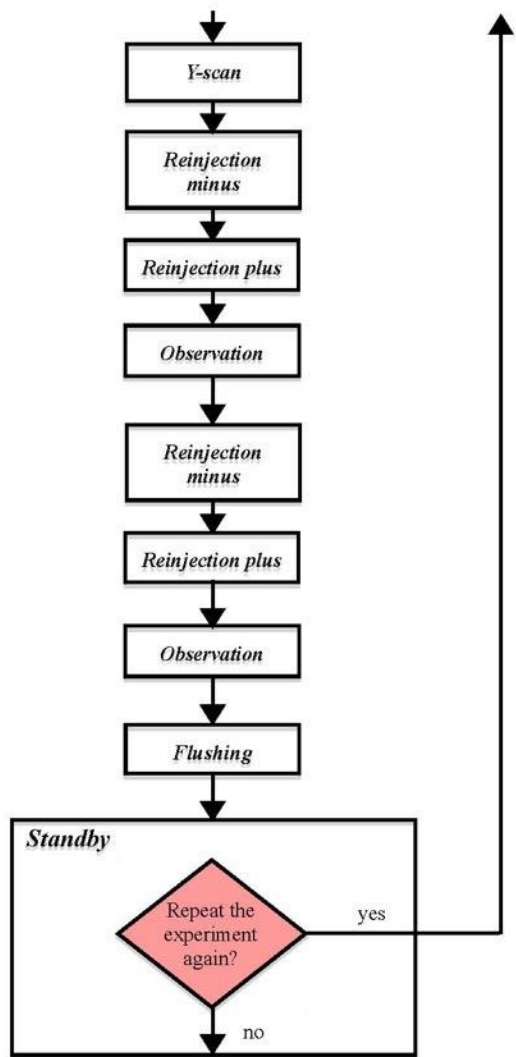 Y-scan
Reinjection
minus
Reinjection plus
Observation
Reinjection
minus
Reinjection plus
Observation
Flushing
Standby
Repeat the
experiment
again?
yes
no